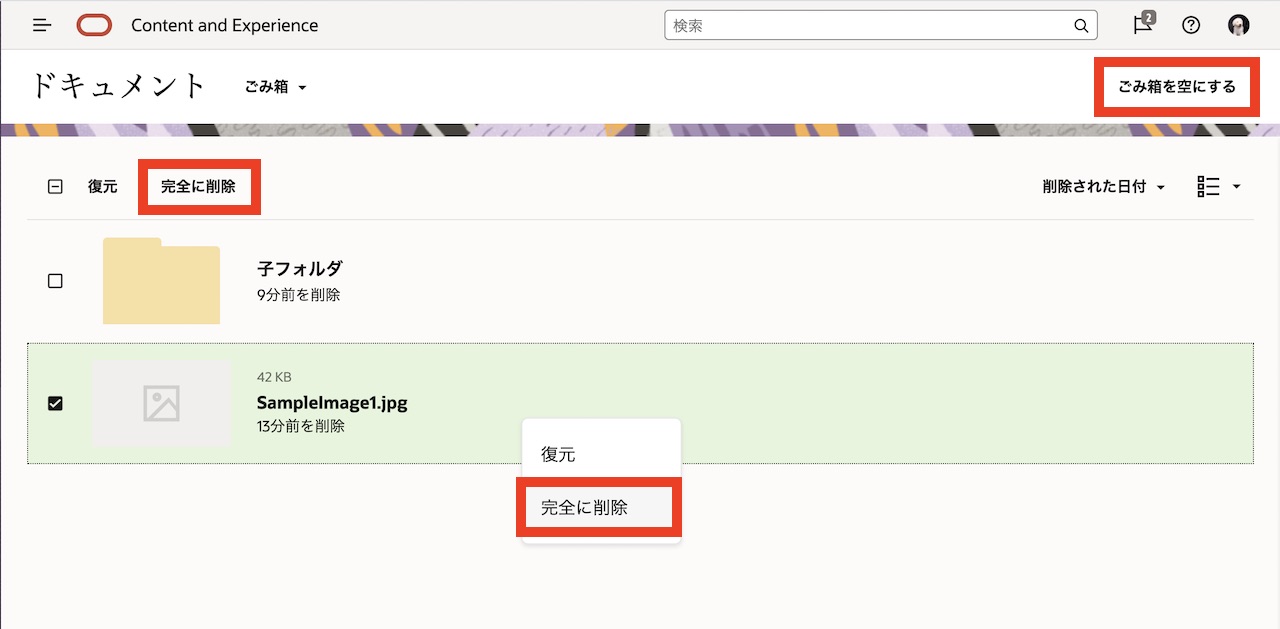 Content and Experience
検索
2
ドキュメント
ごみ箱
ごみ箱を空にする
復元
完全に削除
削除された日付
子フォルダ
9分前を削除
42 KB
SampleImage1.jpg
13分前を削除
復元
完全に削除